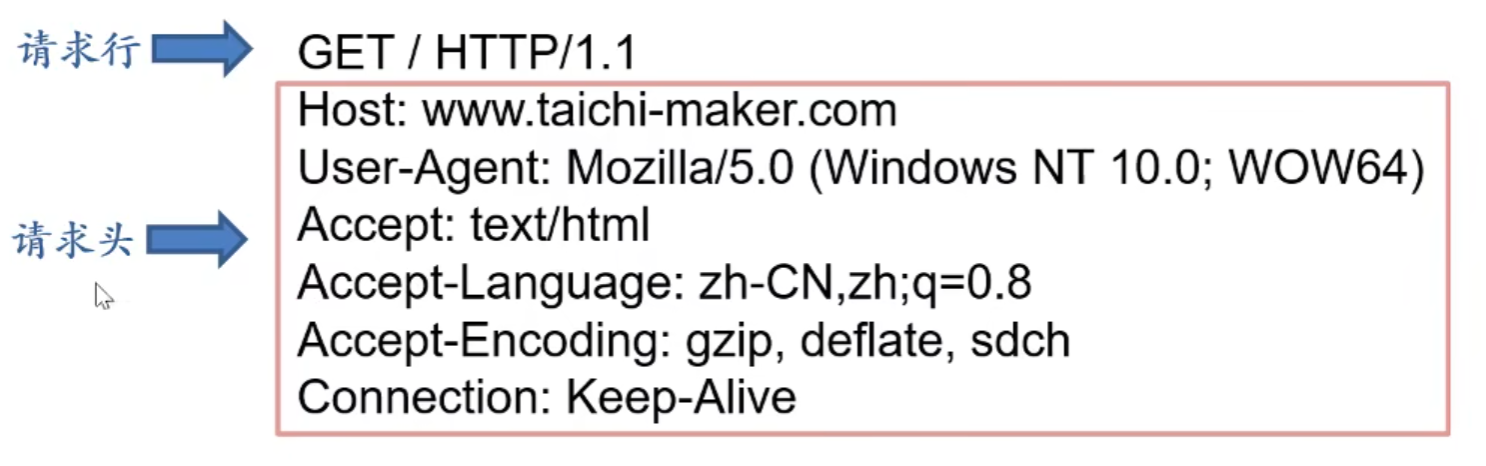 请求行 GET / HTTP/1.1
Host: www.taichi-maker.com
User-Agent: Mozilla/5.0 (Windows NT 10.0; WOW64)
请求头 Accept: text/html
Accept-Language: zh-CN,zh;q=0.8
Accept-Encoding: gzip, deflate, sdch
Connection: Keep-Alive